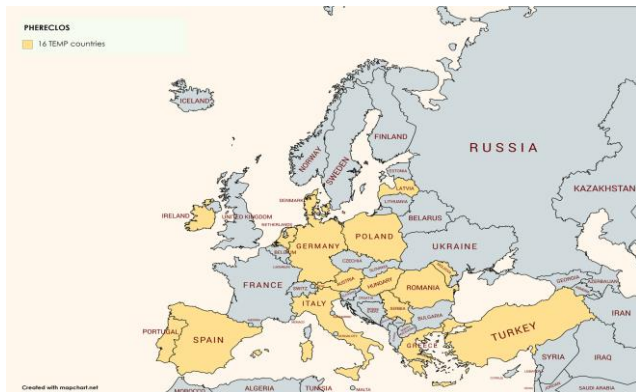 PHERECLOS
16 TEMP countries
ICELAND
FINLAND
RUSSIA
NORWAY
SWEDEN
ESTONIA
KAZAKHSTAN
LATVIA
DENMARK
LITHUANIA
IRELAND
UNITED KINGDOM
NETHERLANDS
BELARUS
POLAND
GERMANY
BELGIUM
UKRAINE
CZECHIA
FRANCE
SWITZ
AUSTRIA
HUNGARY
ROMANIA
ITALY
SERBIA
BULGARIA
GEORGIA
AZERBAIJAN
PORTUGAL
SPAIN
GREECE
TURKEY
IRAN
SYRIA
IRAQ
MALTA
Created with mapchart.net
MOROCCO
ALGERIA
TUNISIA
SAUDI ARABIA